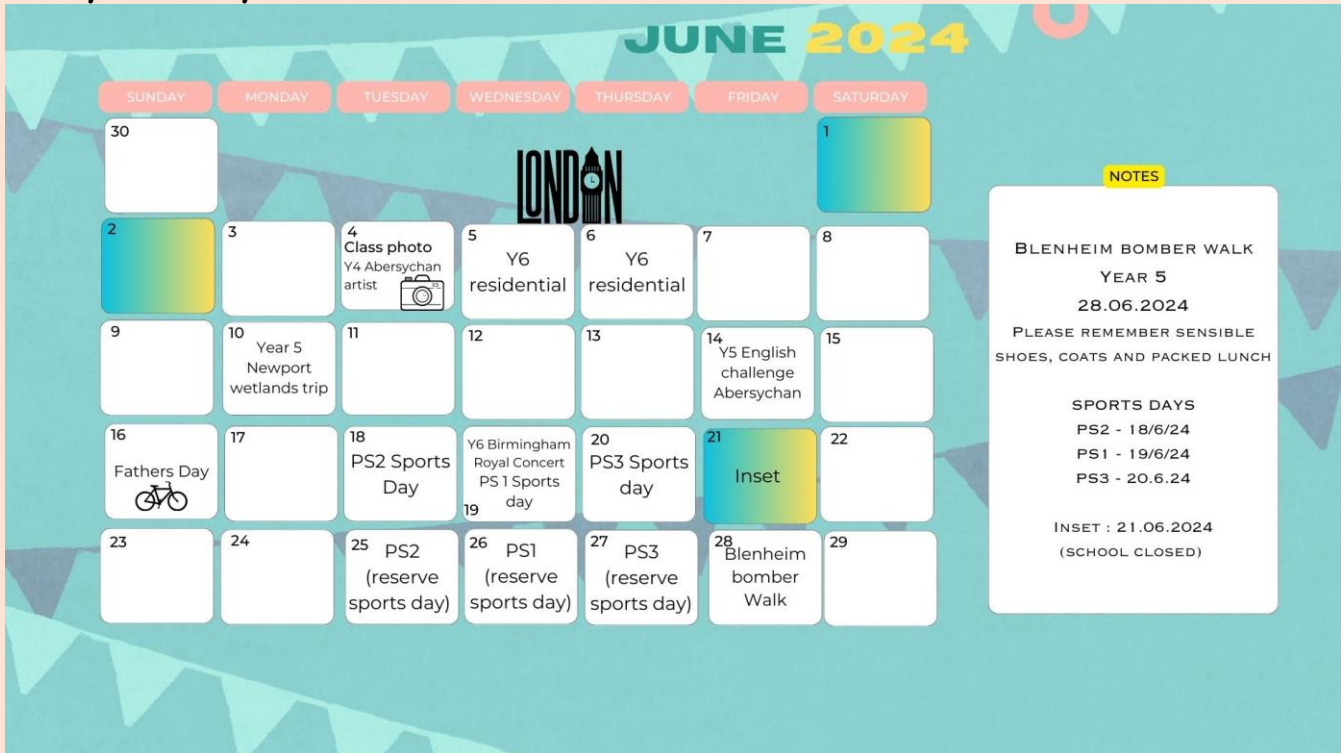 JUNE 2024
SUNDAY MONDAY TUESDAY WEDNESDAY THURSDAY FRIDAY SATURDAY
30
LONDON
1
2
3
4
Class photo
Y4 Abersychan
artist
5
Y6
residential
6
Y6
residential
7
8
9
10
Year 5
Newport
wetlands trip
11
12
13
14
Y5 English
challenge
Abersychan
15
16
Fathers Day
17
18
PS2 Sports
Day
Y6 Birmingham
Royal Concert
PS 1 Sports
day
19
20
PS3 Sports
day
21
Inset
22
23
24
25 PS2
(reserve
sports day)
26 PS1
(reserve
sports day)
27 PS3
(reserve
sports day)
28
Blenheim
bomber
Walk
29
NOTES
BLENHEIM BOMBER WALK
YEAR 5
28.06.2024
PLEASE REMEMBER SENSIBLE
SHOES, COATS AND PACKED LUNCH
SPORTS DAYS
PS2 - 18/6/24
PS1 - 19/6/24
PS3 - 20.6.24
INSET : 21.06.2024
(SCHOOL CLOSED)